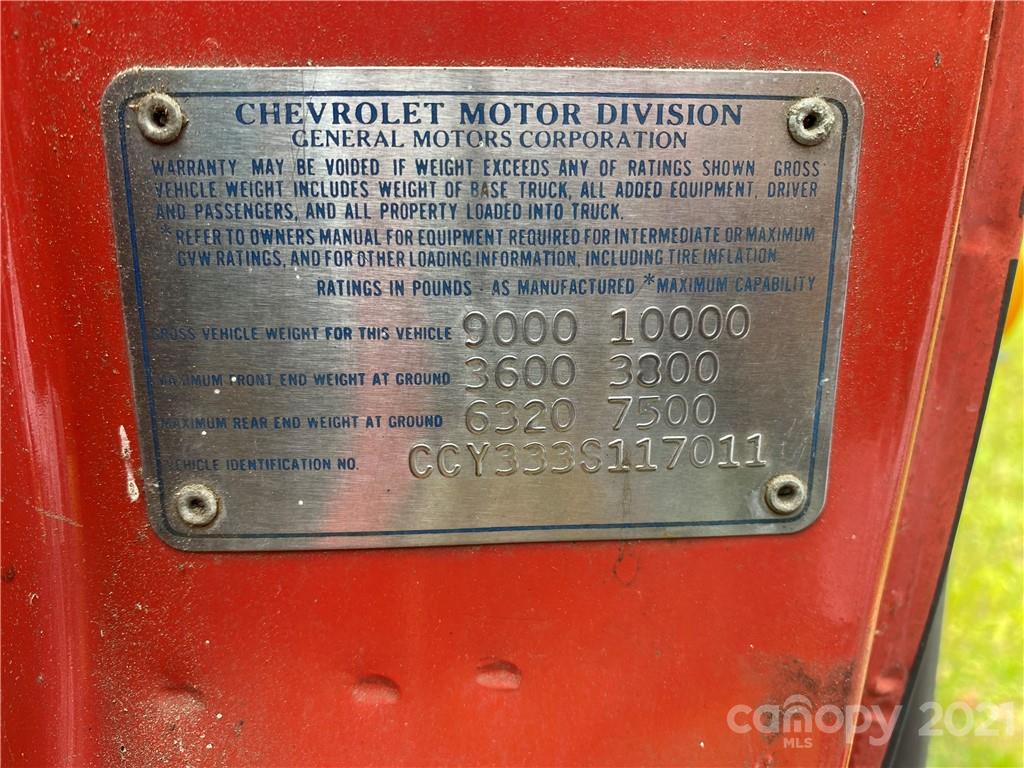 CHEVROLET MOTOR DIVISION
GENERAL MOTORS CORPORATION
WARRANTY MAY BE VOIDED IF WEIGHT EXCEEDS ANY OF RATINGS SHOWN. GROSS
VEHICLE WEIGHT INCLUDES WEIGHT OF BASE TRUCK, ALL ADDED EQUIPMENT, DRIVER
AND PASSENGERS, AND ALL PROPERTY LOADED INTO TRUCK.
*REFER TO OWNERS MANUAL FOR EQUIPMENT REQUIRED FOR INTERMEDIATE OR MAXIMUM
GVW RATINGS, AND FOR OTHER LOADING INFORMATION, INCLUDING TIRE INFLATION.
RATINGS IN POUNDS - AS MANUFACTURED *MAXIMUM CAPABILITY
GROSS VEHICLE WEIGHT FOR THIS VEHICLE 9000 10000
MAXIMUM FRONT END WEIGHT AT GROUND 3600 3800
MAXIMUM REAR END WEIGHT AT GROUND 6320 7500
VEHICLE IDENTIFICATION NO. CCY333S117011
canopy 2021
MLS